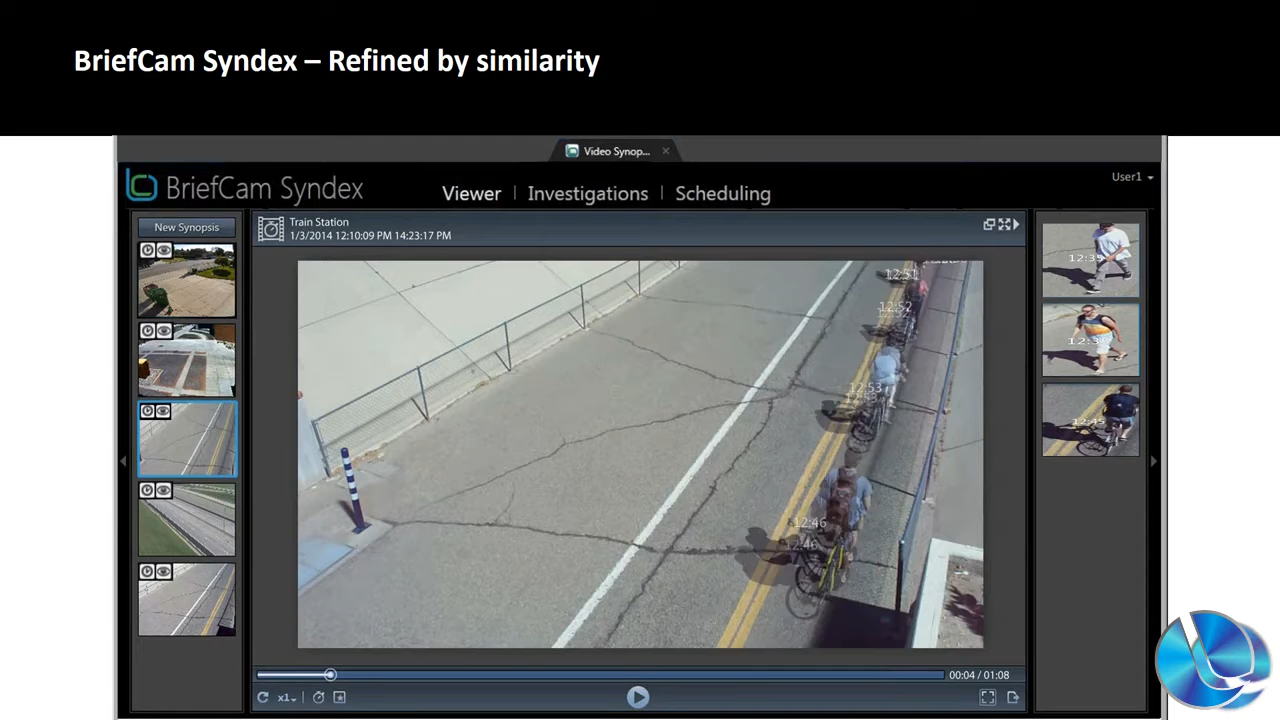 BriefCam Syndex – Refined by similarity
Video Synop...
BriefCam Syndex
Viewer | Investigations | Scheduling
User1
New Synopsis
Train Station
1/3/2014 12:10:09 PM 14:23:17 PM
12:51
12:52
12:53
12:46
12:46
12:35
12:45
x1
00:04 / 01:08